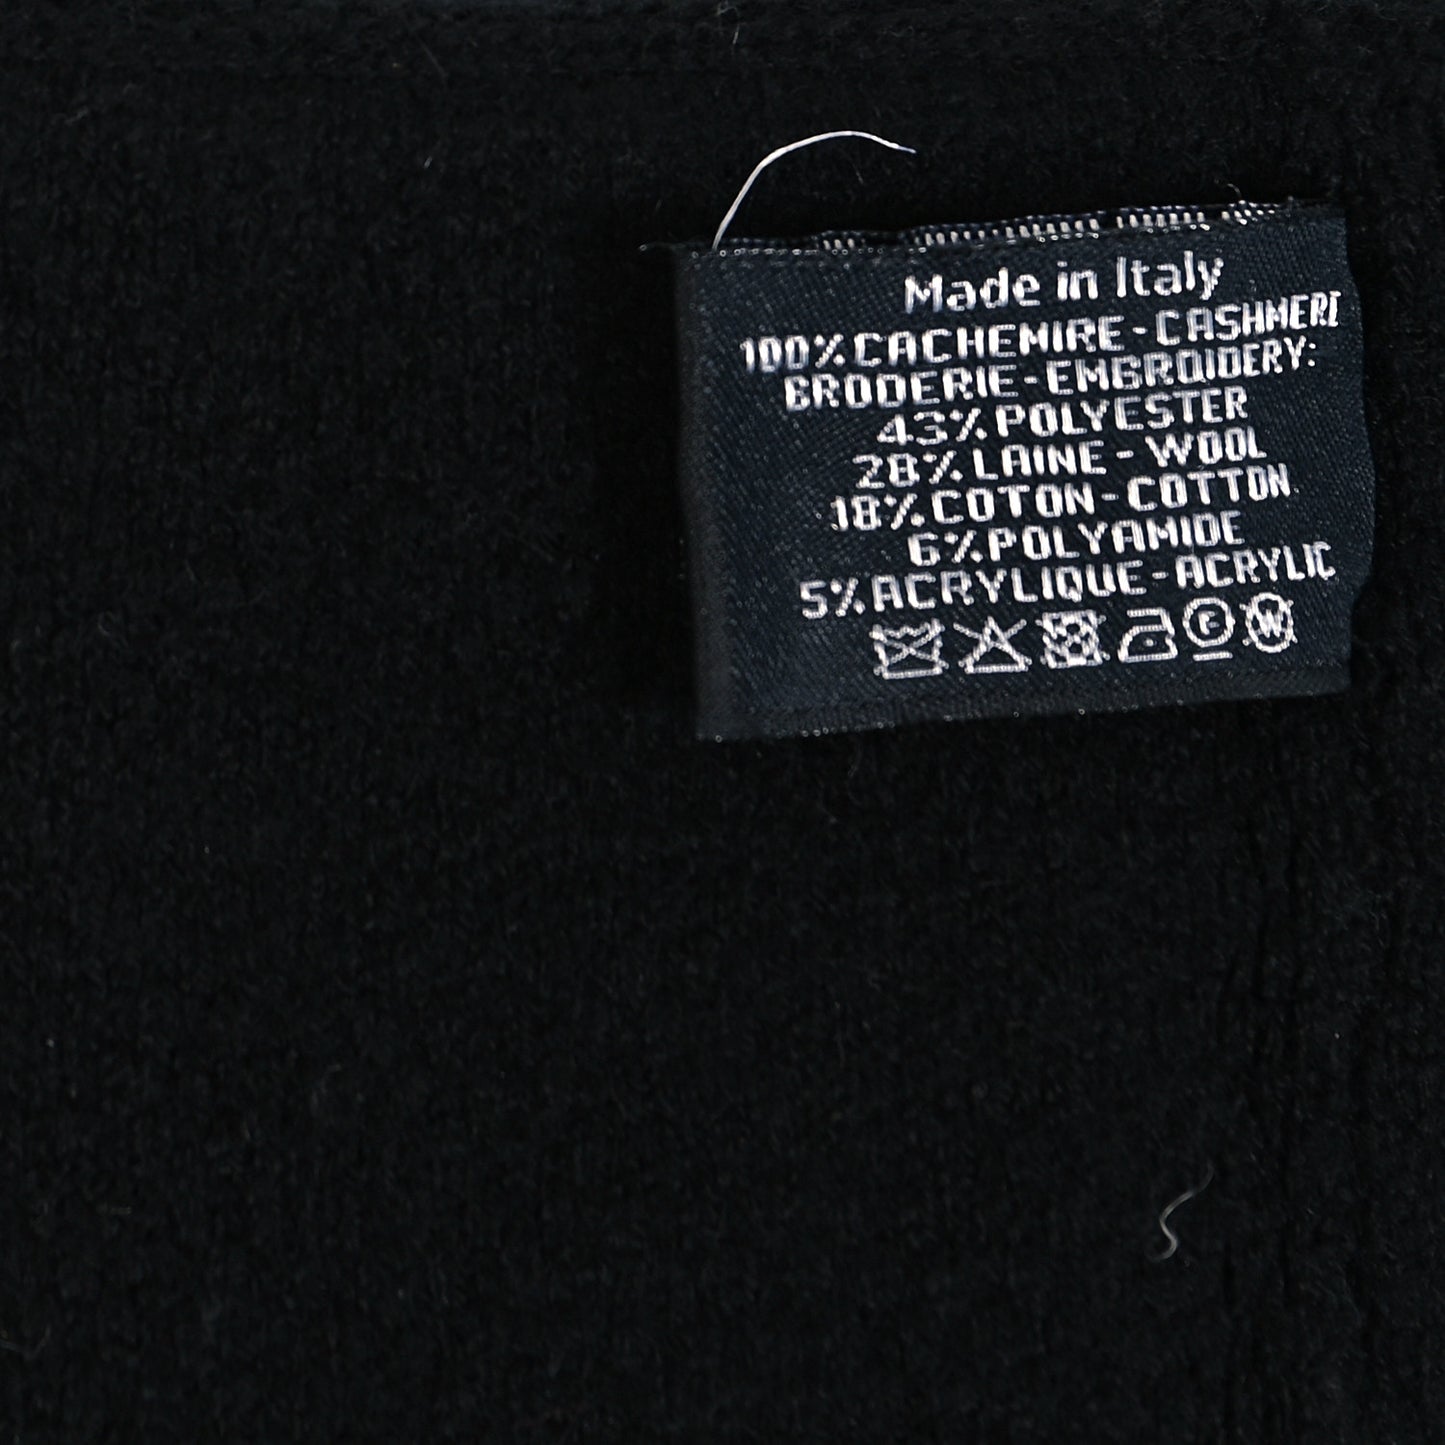 Made in Italy
100% CACHEMIRE - CASHMERE
BRODERIE - EMBROIDERY:
43% POLYESTER
28% LAINE - WOOL
18% COTON - COTTON
6% POLYAMIDE
5% ACRYLIQUE - ACRYLIC
F W